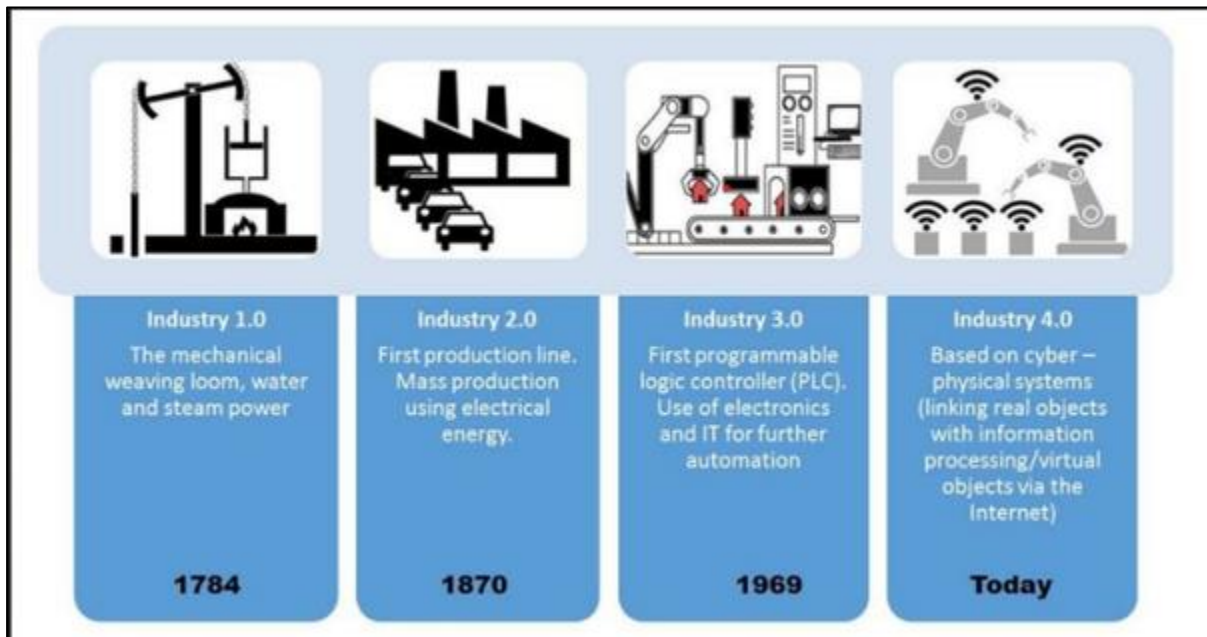 Industry 1.0
The mechanical
weaving loom, water
and steam power
1784
Industry 2.0
First production line.
Mass production
using electrical
energy.
1870
Industry 3.0
First programmable
logic controller (PLC).
Use of electronics
and IT for further
automation
1969
Industry 4.0
Based on cyber –
physical systems
(linking real objects
with information
processing/virtual
objects via the
Internet)
Today